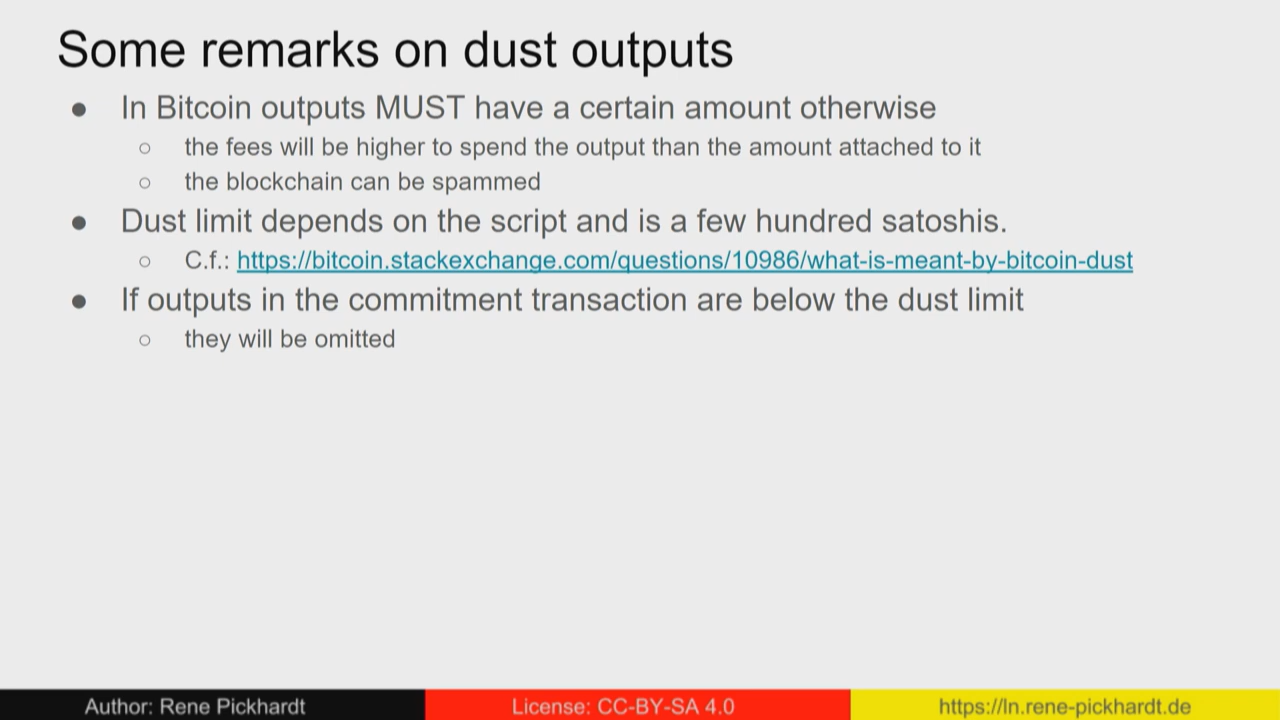 Some remarks on dust outputs
● In Bitcoin outputs MUST have a certain amount otherwise
○ the fees will be higher to spend the output than the amount attached to it
○ the blockchain can be spammed
● Dust limit depends on the script and is a few hundred satoshis.
○ C.f.: https://bitcoin.stackexchange.com/questions/10986/what-is-meant-by-bitcoin-dust
● If outputs in the commitment transaction are below the dust limit
○ they will be omitted
Author: Rene Pickhardt
License: CC-BY-SA 4.0
https://ln.rene-pickhardt.de